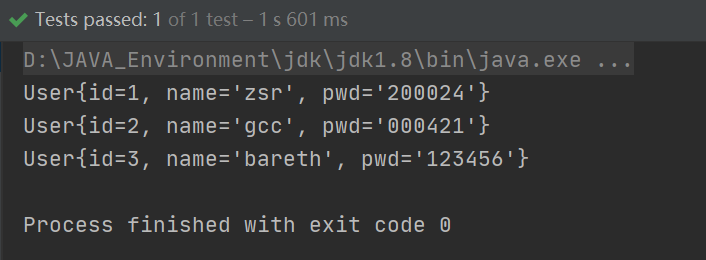 Tests passed: 1 of 1 test – 1 s 601 ms
D:\JAVA_Environment\jdk\jdk1.8\bin\java.exe ...
User{id=1, name='zsr', pwd='200024'}
User{id=2, name='gcc', pwd='000421'}
User{id=3, name='bareth', pwd='123456'}
Process finished with exit code 0